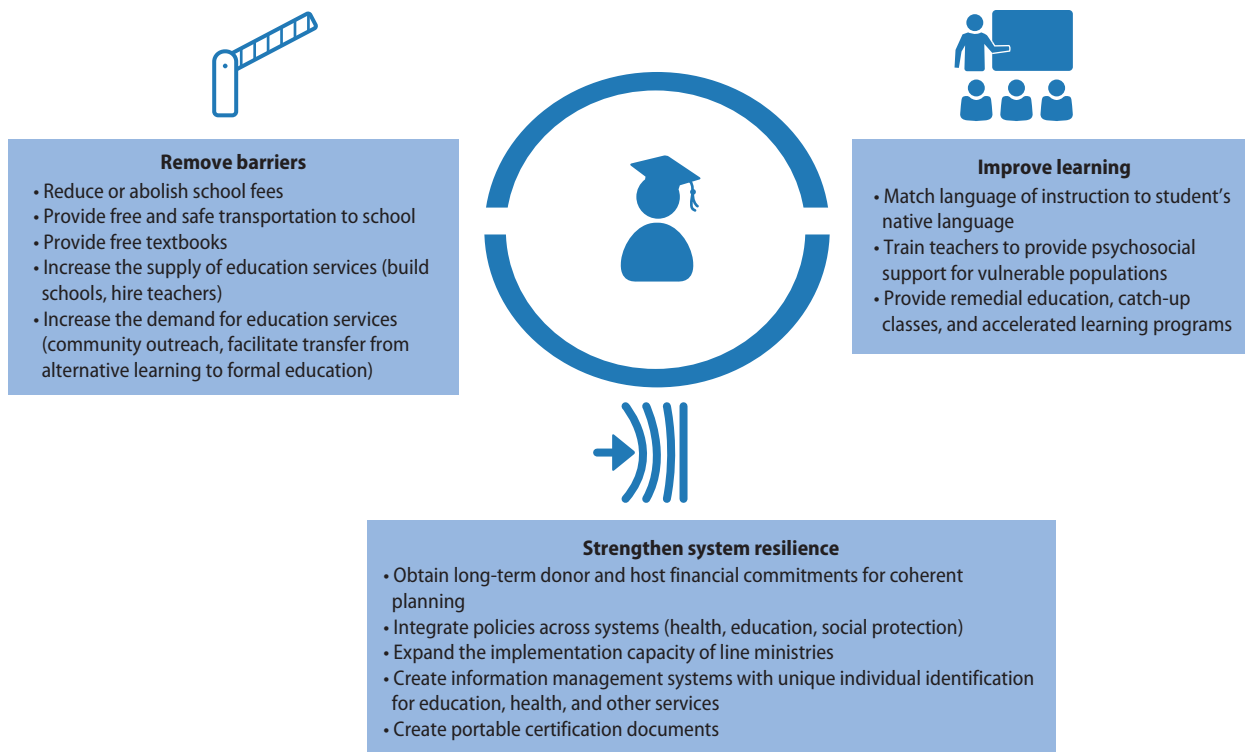 Remove barriers
• Reduce or abolish school fees
• Provide free and safe transportation to school
• Provide free textbooks
• Increase the supply of education services (build
schools, hire teachers)
• Increase the demand for education services
(community outreach, facilitate transfer from
alternative learning to formal education)
Improve learning
• Match language of instruction to student’s
native language
• Train teachers to provide psychosocial
support for vulnerable populations
• Provide remedial education, catch-up
classes, and accelerated learning programs
Strengthen system resilience
• Obtain long-term donor and host financial commitments for coherent
planning
• Integrate policies across systems (health, education, social protection)
• Expand the implementation capacity of line ministries
• Create information management systems with unique individual identification
for education, health, and other services
• Create portable certification documents